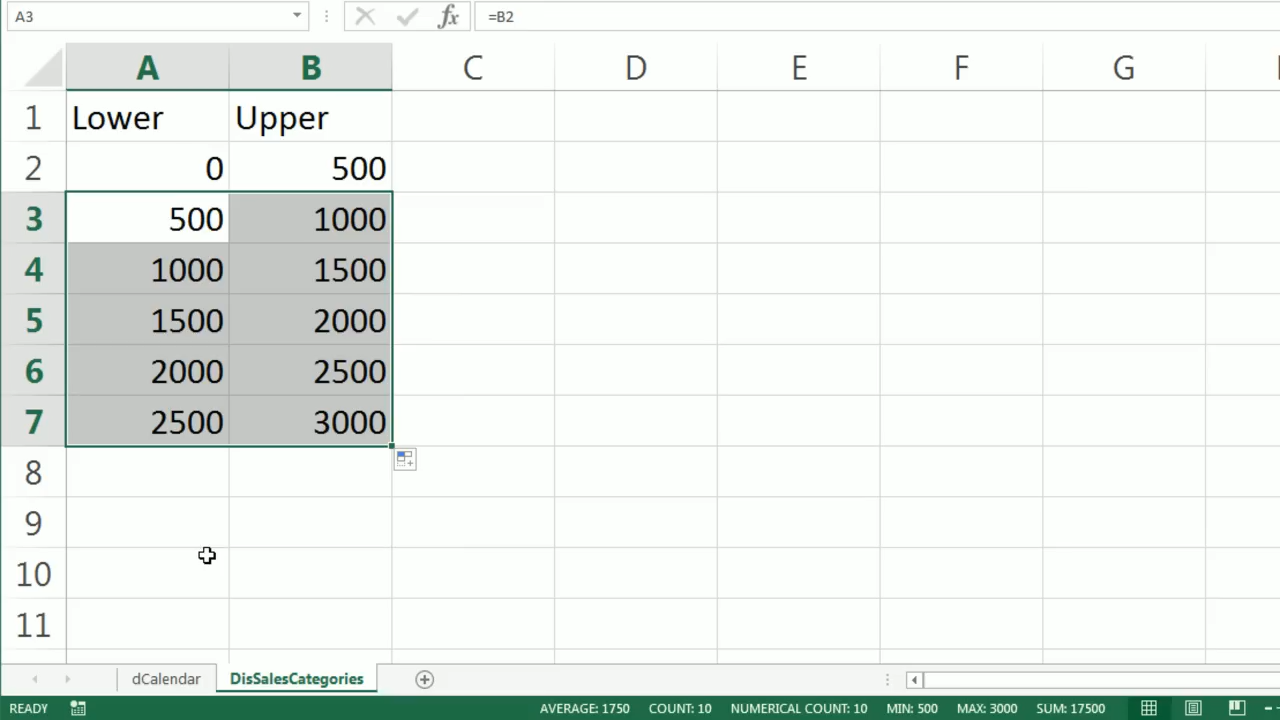 A3 fx =B2
A B C D E F G
1 Lower Upper
2 0 500
3 500 1000
4 1000 1500
5 1500 2000
6 2000 2500
7 2500 3000
8
9
10
11
dCalendar DisSalesCategories
READY AVERAGE: 1750 COUNT: 10 NUMERICAL COUNT: 10 MIN: 500 MAX: 3000 SUM: 17500